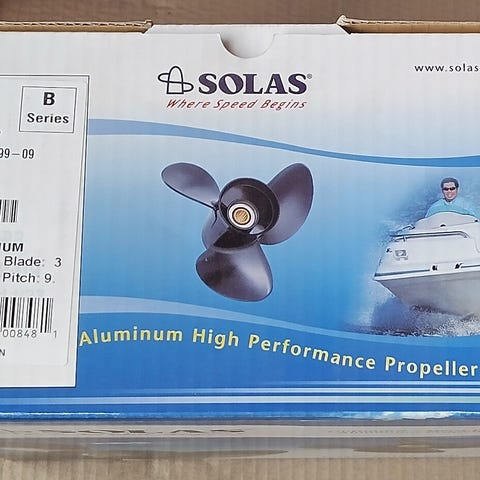 SOLAS®
Where Speed Begins
www.solas
B
Series
99-09
UM
Blade: 3
Pitch: 9.
00848 1
N
Aluminum High Performance Propeller
SOLAS